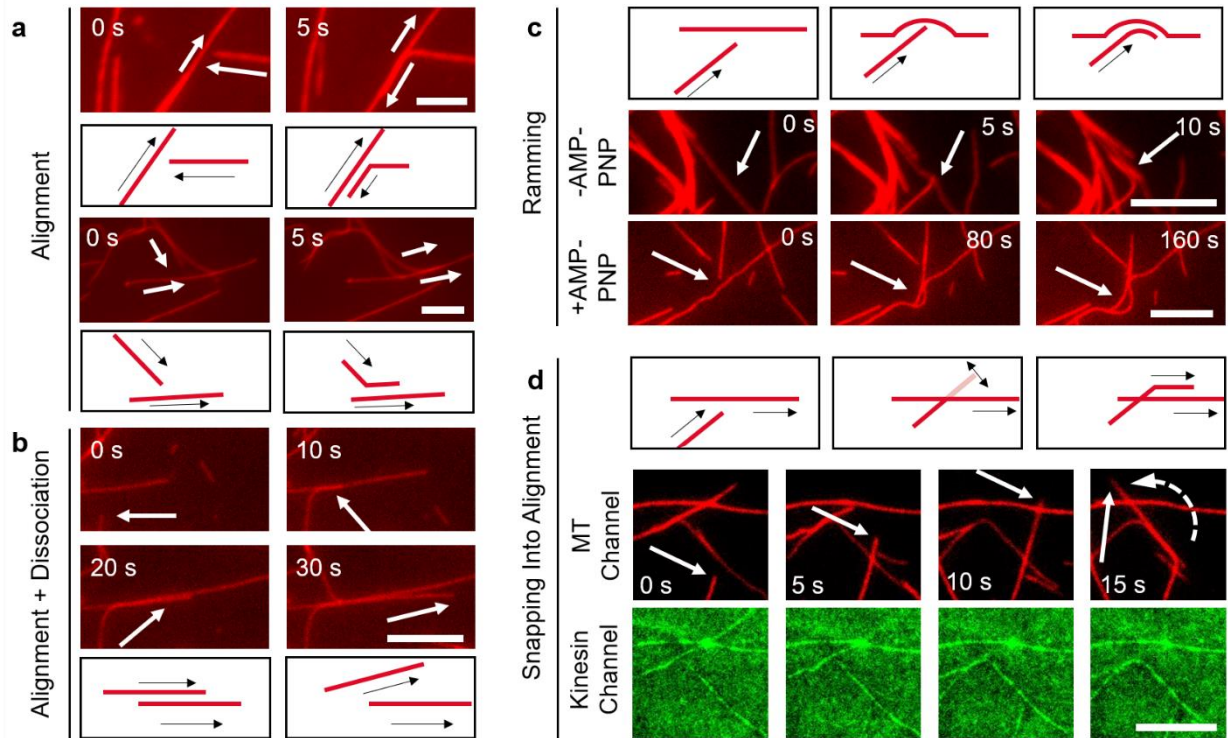 a
Alignment
0 s
5 s
0 s
5 s
b
Alignment + Dissociation
0 s
10 s
20 s
30 s
c
Ramming
-AMP-
PNP
0 s
5 s
10 s
+AMP-
PNP
0 s
80 s
160 s
d
Snapping Into Alignment
MT
Channel
0 s
5 s
10 s
15 s
Kinesin
Channel